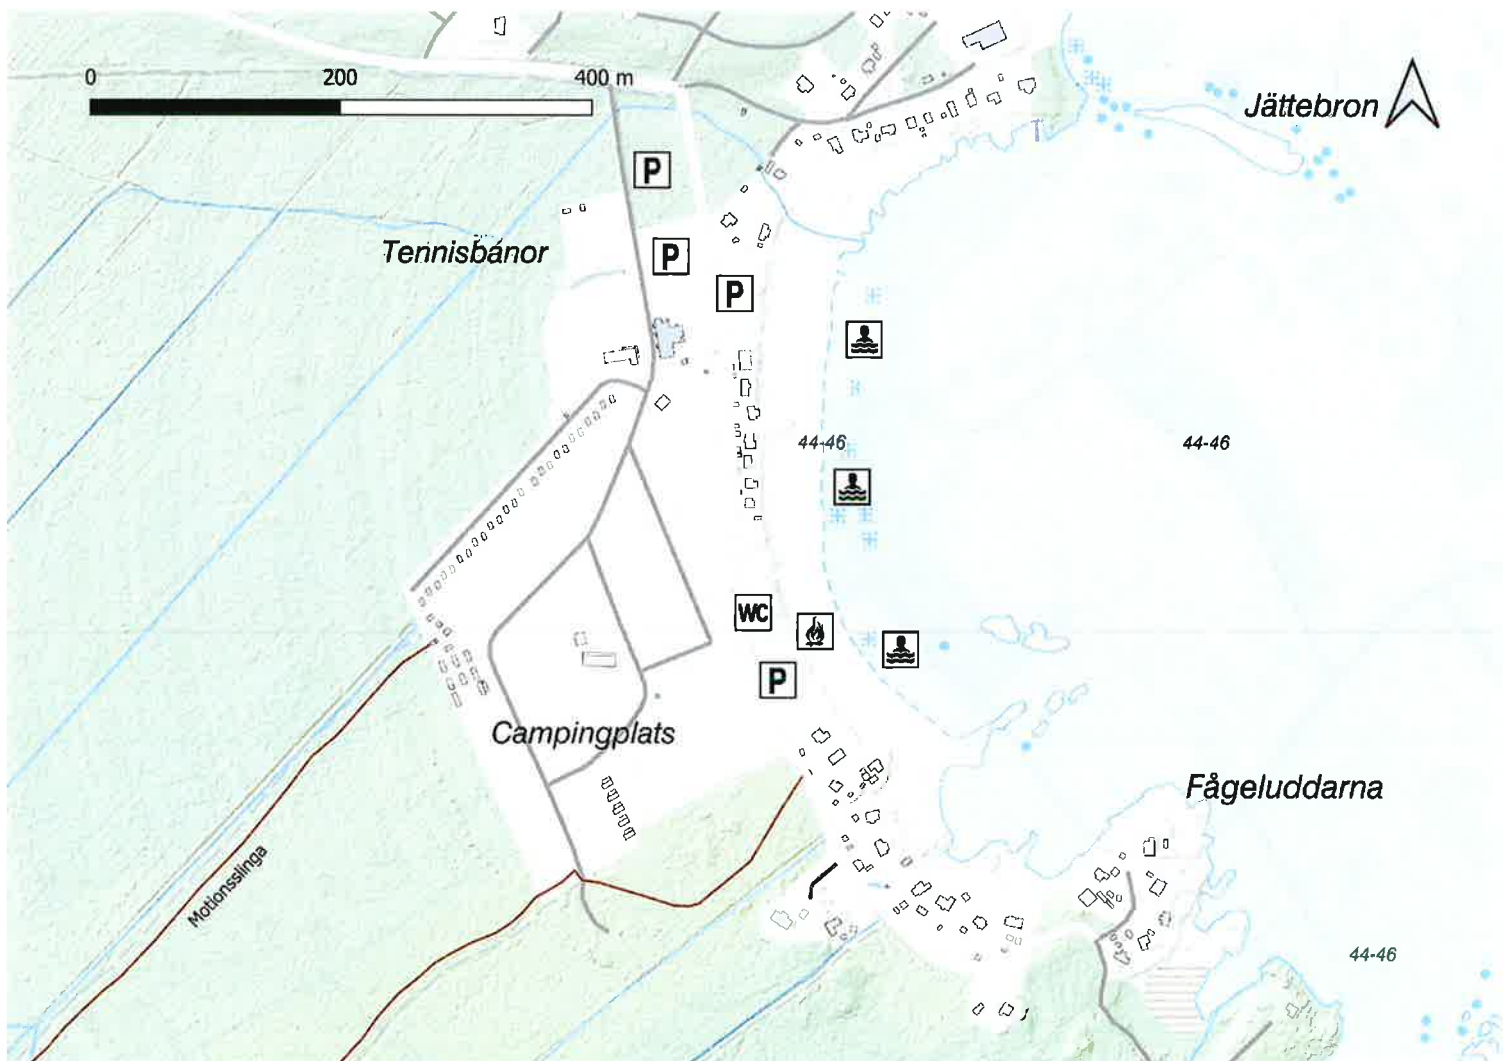 0 200 400 m
Jättebron
P
Tennisbanor
P
P
44-46
44-46
WC
P
Campingplats
Fågeluddarna
Motionsslinga
44-46